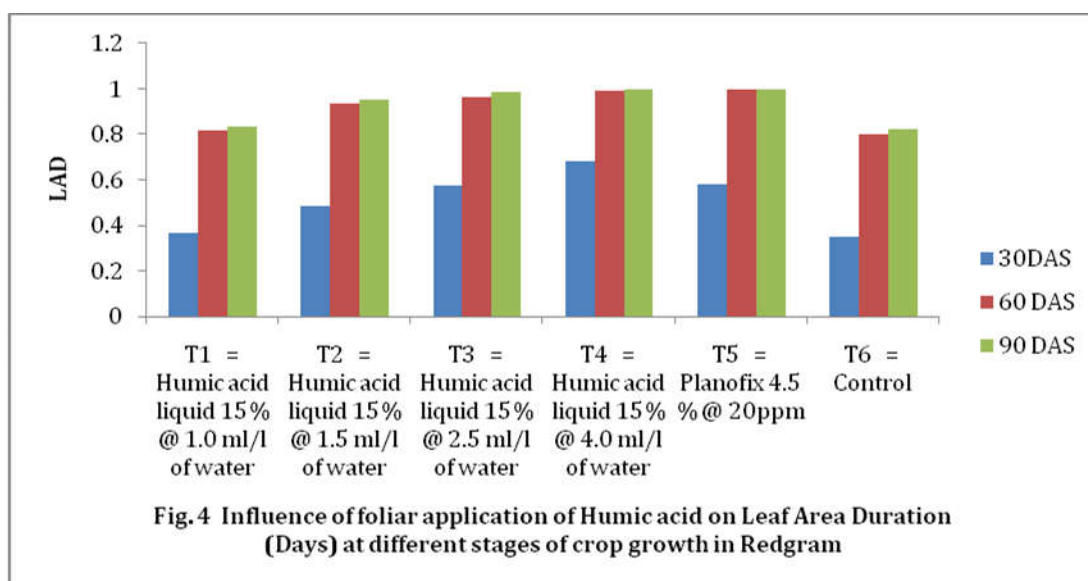 1.2
1
0.8
0.6
0.4
0.2
0
LAD
30DAS
60 DAS
90 DAS
T1 =
Humic acid
liquid 15%
@ 1.0 ml/l
of water
T2 =
Humic acid
liquid 15%
@ 1.5 ml/l
of water
T3 =
Humic acid
liquid 15%
@ 2.5 ml/l
of water
T4 =
Humic acid
liquid 15%
@ 4.0 ml/l
of water
T5 =
Planofix 4.5
% @ 20ppm
T6 =
Control
Fig. 4 Influence of foliar application of Humic acid on Leaf Area Duration
(Days) at different stages of crop growth in Redgram